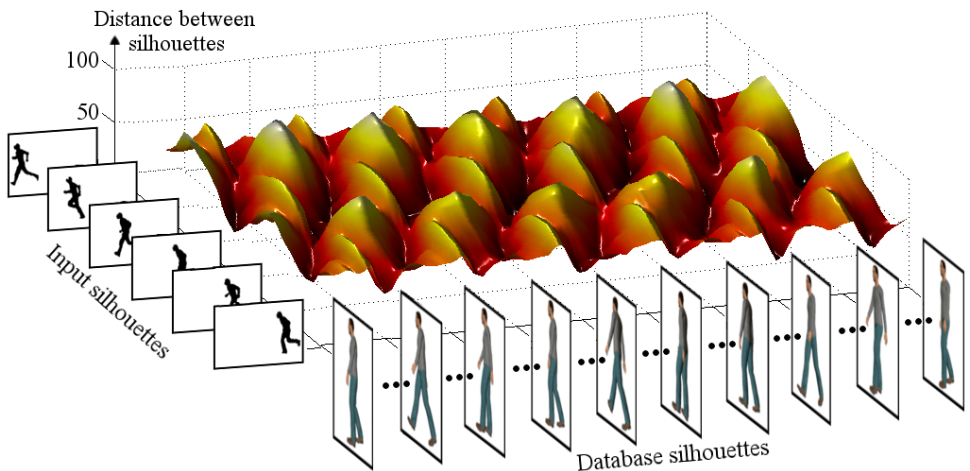 Distance between
silhouettes
100
50
Input silhouettes
Database silhouettes